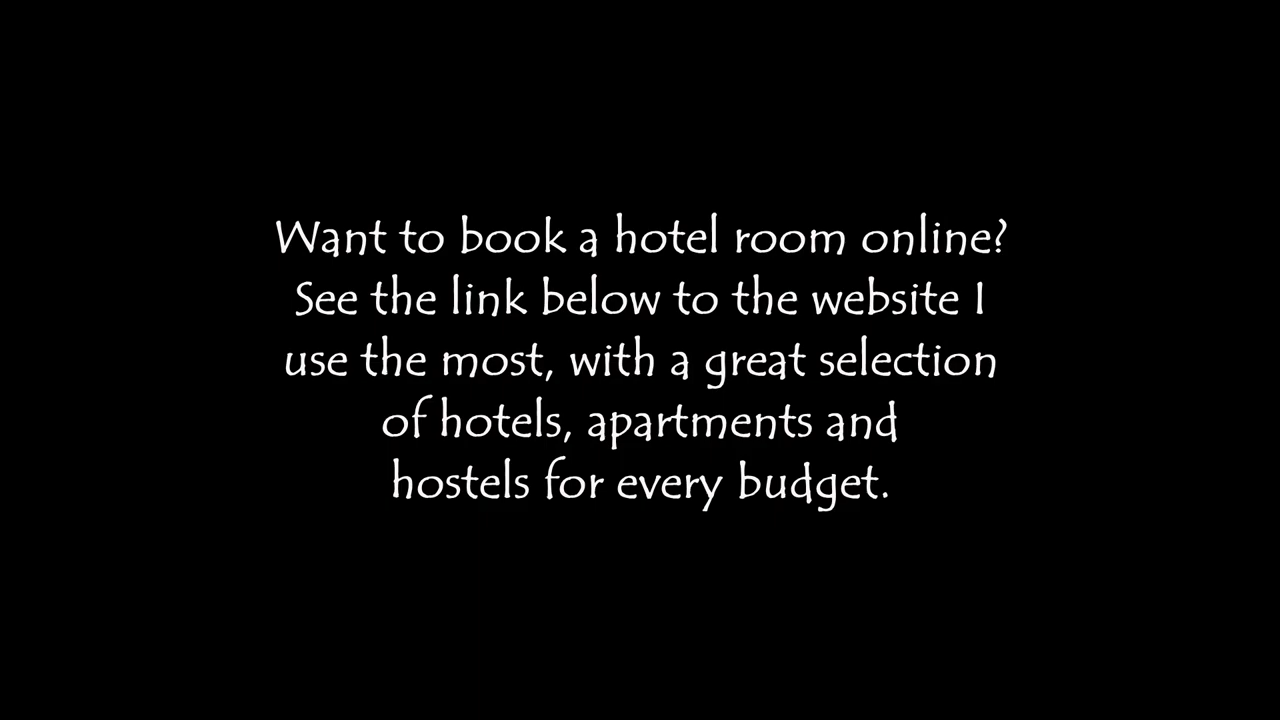 Want to book a hotel room online?
See the link below to the website I
use the most, with a great selection
of hotels, apartments and
hostels for every budget.